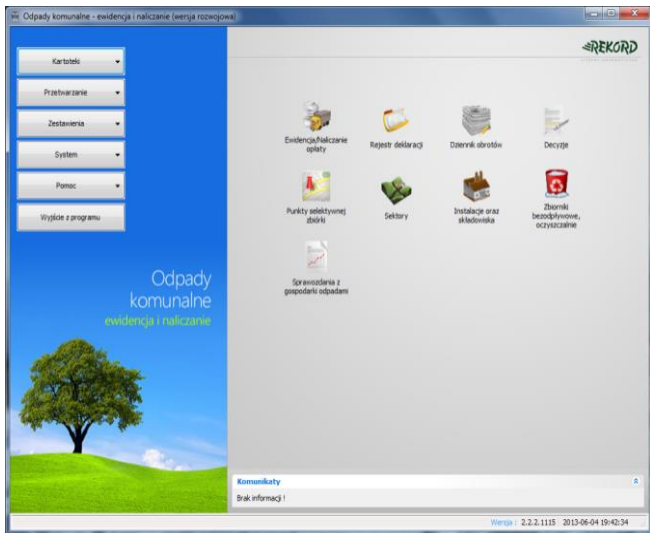 Odpady komunalne - ewidencja i naliczanie (wersja rozwojowa)
REKORD
Kartoteki
Przetwarzanie
Zestawienia
System
Pomoc
Wyjście z programu
Ewidencja/Naliczanie
opłaty
Rejestr deklaracji
Dziennik obrotów
Decyzje
Punkty selektywnej
zbiórki
Sektory
Instalacje oraz
składowiska
Zbiorniki
bezodpływowe,
oczyszczalnie
Sprawozdania z
gospodarki odpadami
Odpady
komunalne
ewidencja i naliczanie
Komunikaty
Brak informacji !
Wersja : 2.2.2.1115 2013-06-04 19:42:34